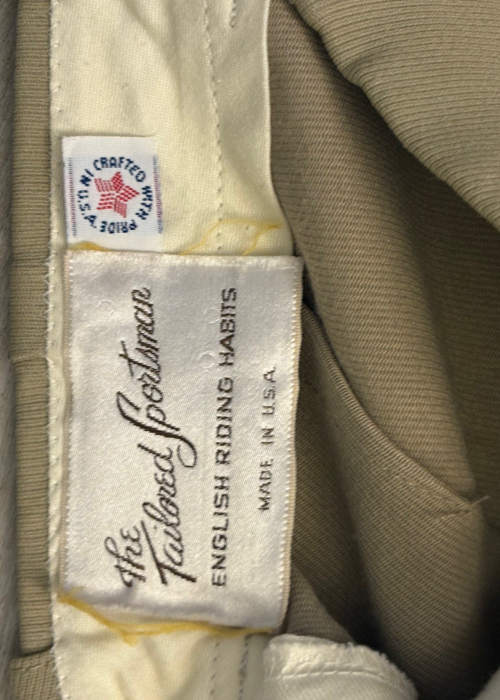 CRAFTED WITH PRIDE IN U.S.A.
The
Tailored Sportsman
ENGLISH RIDING HABITS
MADE IN U.S.A.